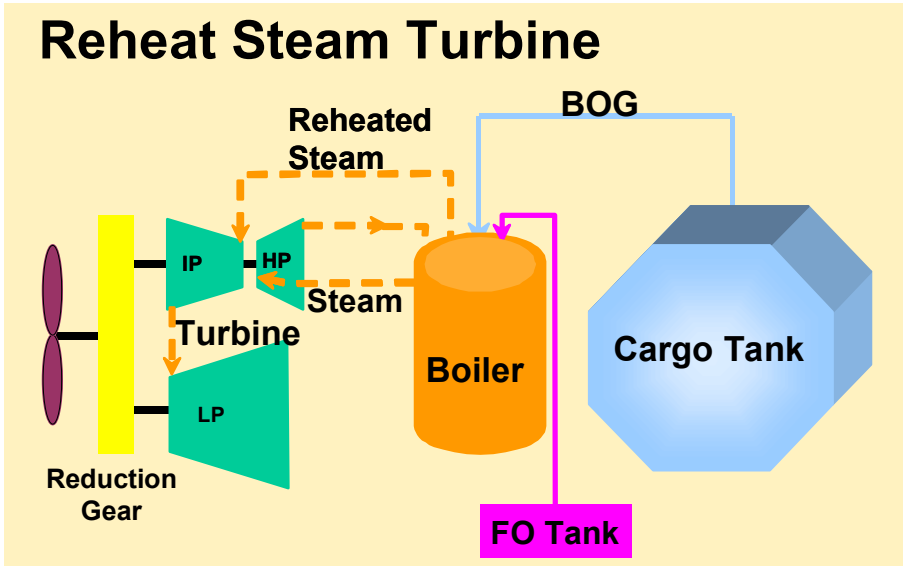 Reheat Steam Turbine
BOG
Reheated
Steam
IP
HP
Steam
Turbine
Cargo Tank
Boiler
LP
Reduction
Gear
FO Tank